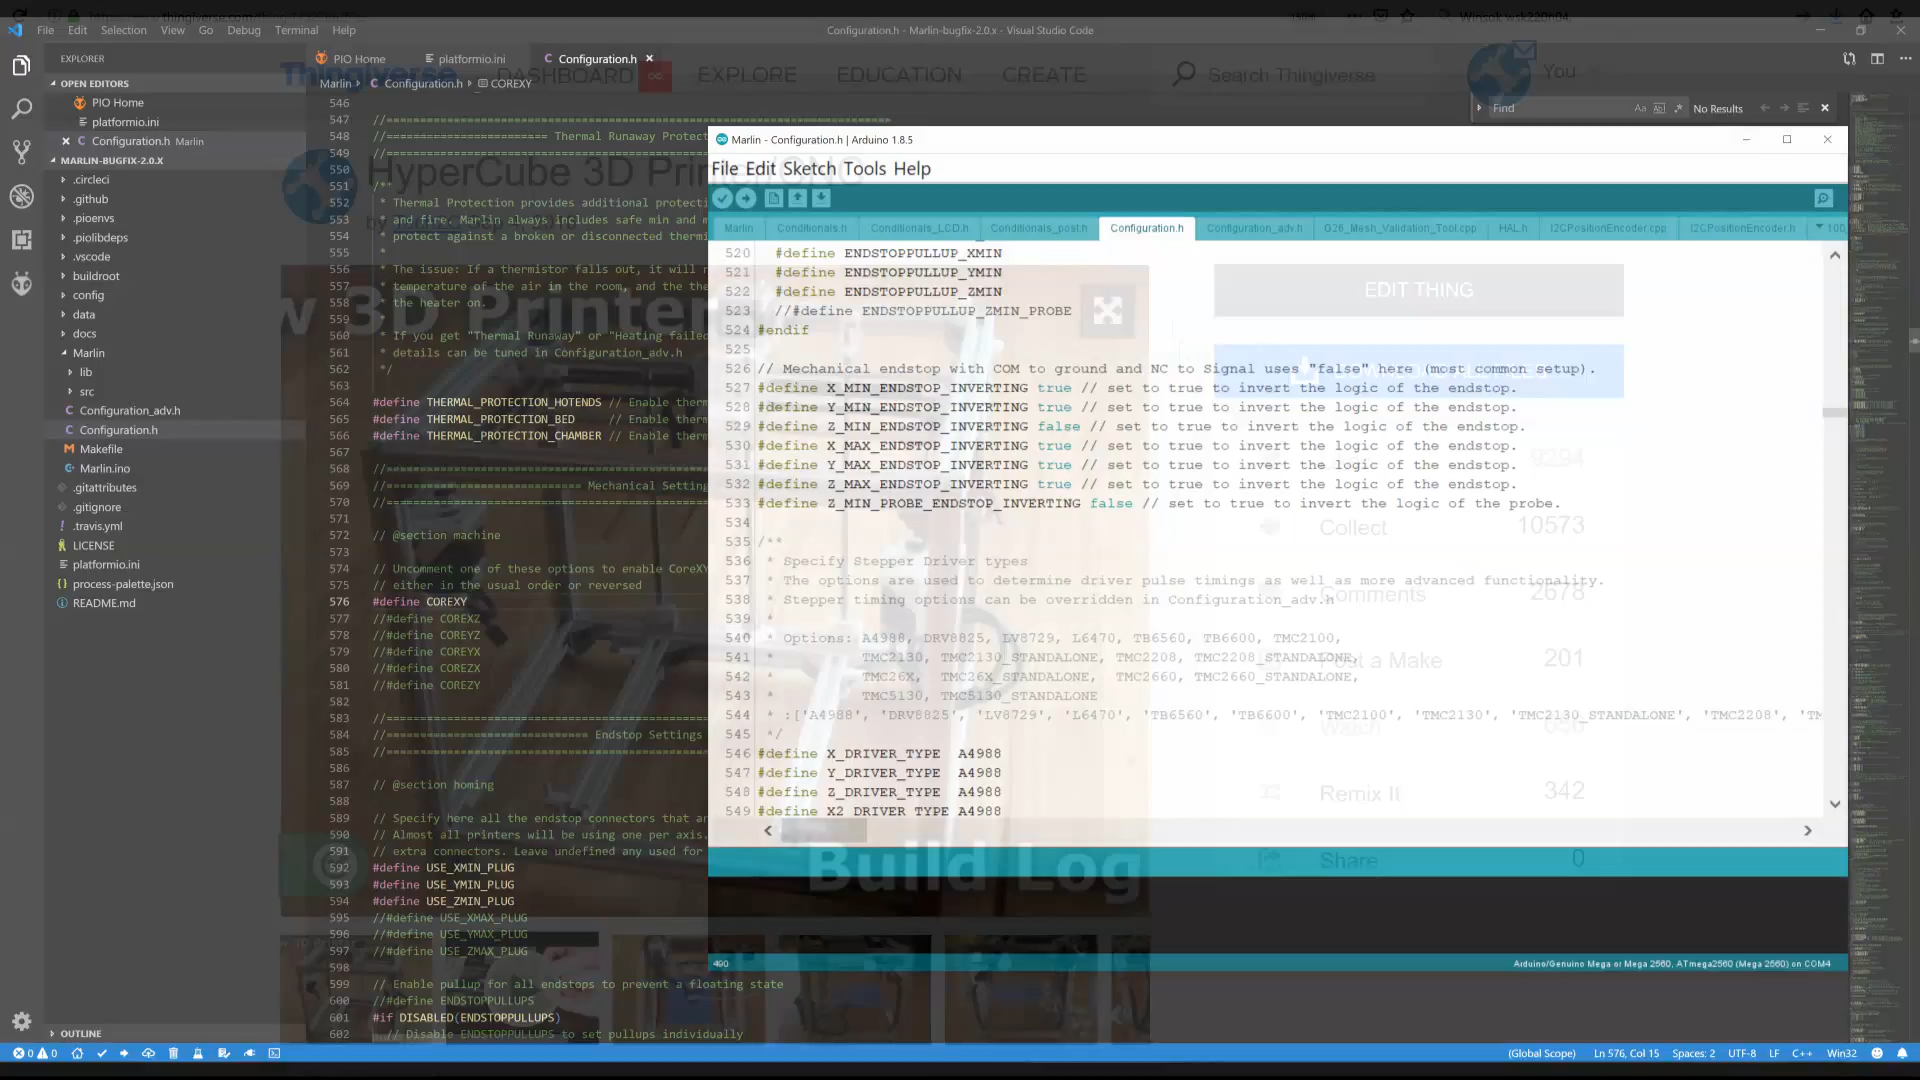 File Edit Selection View Go Debug Terminal Help
Configuration.h - Marlin-bugfix-2.0.x - Visual Studio Code
EXPLORER
OPEN EDITORS
PIO Home
platformio.ini
Configuration.h Marlin
MARLIN-BUGFIX-2.0.X
.circleci
.github
.pioenvs
.piolibdeps
.vscode
buildroot
config
data
docs
Marlin
lib
src
Configuration_adv.h
Configuration.h
Makefile
Marlin.ino
.gitattributes
.gitignore
.travis.yml
LICENSE
platformio.ini
process-palette.json
README.md
OUTLINE
PIO Home platformio.ini Configuration.h
Marlin Configuration.h COREXY
Thingiverse DASHBOARD EXPLORE EDUCATION CREATE Search Thingiverse You
Find Aa No Results
HyperCube 3D Printer/CNC
546
547 //=============================================================================
548 //======================== Thermal Runaway Protect
549 //==================================================
550
551 /**
552 * Thermal Protection provides additional protecti
553 and fire. Marlin always includes safe min and m
554 protect against a broken or disconnected thermi
555 *
556 * The issue: If a thermistor falls out, it will r
557 temperature of the air in the room, and the the
558 the heater on.
559 *
560 * If you get "Thermal Runaway" or "Heating failed
561 * details can be tuned in Configuration_adv.h
562 */
563
564 #define THERMAL_PROTECTION_HOTENDS // Enable therm
565 #define THERMAL_PROTECTION_BED // Enable therm
566 #define THERMAL_PROTECTION_CHAMBER // Enable therm
567
568 //==================================================
569 //============================= Mechanical Setting
570 //==================================================
571
572 // @section machine
573
574 // Uncomment one of these options to enable CoreXY
575 // either in the usual order or reversed
576 #define COREXY
577 //#define COREXZ
578 //#define COREYZ
579 //#define COREYX
580 //#define COREZX
581 //#define COREZY
582
583 //==================================================
584 //============================== Endstop Settings
585 //==================================================
586
587 // @section homing
588
589 // Specify here all the endstop connectors that ar
590 // Almost all printers will be using one per axis.
591 // extra connectors. Leave undefined any used for
592 #define USE_XMIN_PLUG
593 #define USE_YMIN_PLUG
594 #define USE_ZMIN_PLUG
595 //#define USE_XMAX_PLUG
596 //#define USE_YMAX_PLUG
597 //#define USE_ZMAX_PLUG
598
599 // Enable pullup for all endstops to prevent a floating state
600 //#define ENDSTOPPULLUPS
601 #if DISABLED(ENDSTOPPULLUPS)
602 // Disable ENDSTOPPULLUPS to set pullups individually
Marlin - Configuration.h | Arduino 1.8.5
File Edit Sketch Tools Help
Marlin Conditionals.h Conditionals_LCD.h Conditionals_post.h Configuration.h Configuration_adv.h G26_Mesh_Validation_Tool.cpp HAL.h I2CPositionEncoder.cpp I2CPositionEncoder.h
520 #define ENDSTOPPULLUP_XMIN
521 #define ENDSTOPPULLUP_YMIN
522 #define ENDSTOPPULLUP_ZMIN
523 //#define ENDSTOPPULLUP_ZMIN_PROBE
524 #endif
525
526 // Mechanical endstop with COM to ground and NC to Signal uses "false" here (most common setup).
527 #define X_MIN_ENDSTOP_INVERTING true // set to true to invert the logic of the endstop.
528 #define Y_MIN_ENDSTOP_INVERTING true // set to true to invert the logic of the endstop.
529 #define Z_MIN_ENDSTOP_INVERTING false // set to true to invert the logic of the endstop.
530 #define X_MAX_ENDSTOP_INVERTING true // set to true to invert the logic of the endstop.
531 #define Y_MAX_ENDSTOP_INVERTING true // set to true to invert the logic of the endstop.
532 #define Z_MAX_ENDSTOP_INVERTING true // set to true to invert the logic of the endstop.
533 #define Z_MIN_PROBE_ENDSTOP_INVERTING false // set to true to invert the logic of the probe.
534
535 /**
536 * Specify Stepper Driver types
537 * The options are used to determine driver pulse timings as well as more advanced functionality.
538 * Stepper timing options can be overridden in Configuration_adv.h
539 *
540 * Options: A4988, DRV8825, LV8729, L6470, TB6560, TB6600, TMC2100,
541 * TMC2130, TMC2130_STANDALONE, TMC2208, TMC2208_STANDALONE,
542 * TMC26X, TMC26X_STANDALONE, TMC2660, TMC2660_STANDALONE,
543 * TMC5130, TMC5130_STANDALONE
544 * :['A4988', 'DRV8825', 'LV8729', 'L6470', 'TB6560', 'TB6600', 'TMC2100', 'TMC2130', 'TMC2130_STANDALONE', 'TMC2208', 'TM
545 */
546 #define X_DRIVER_TYPE A4988
547 #define Y_DRIVER_TYPE A4988
548 #define Z_DRIVER_TYPE A4988
549 #define X2_DRIVER_TYPE A4988
EDIT THING
9294
Collect 10573
Comments 2678
Post a Make 201
Watch
Remix It 342
Share 0
w 3D Printer
Build Log
490
Arduino/Genuino Mega or Mega 2560, ATmega2560 (Mega 2560) on COM4
0 0
(Global Scope) Ln 576, Col 15 Spaces: 2 UTF-8 LF C++ Win32